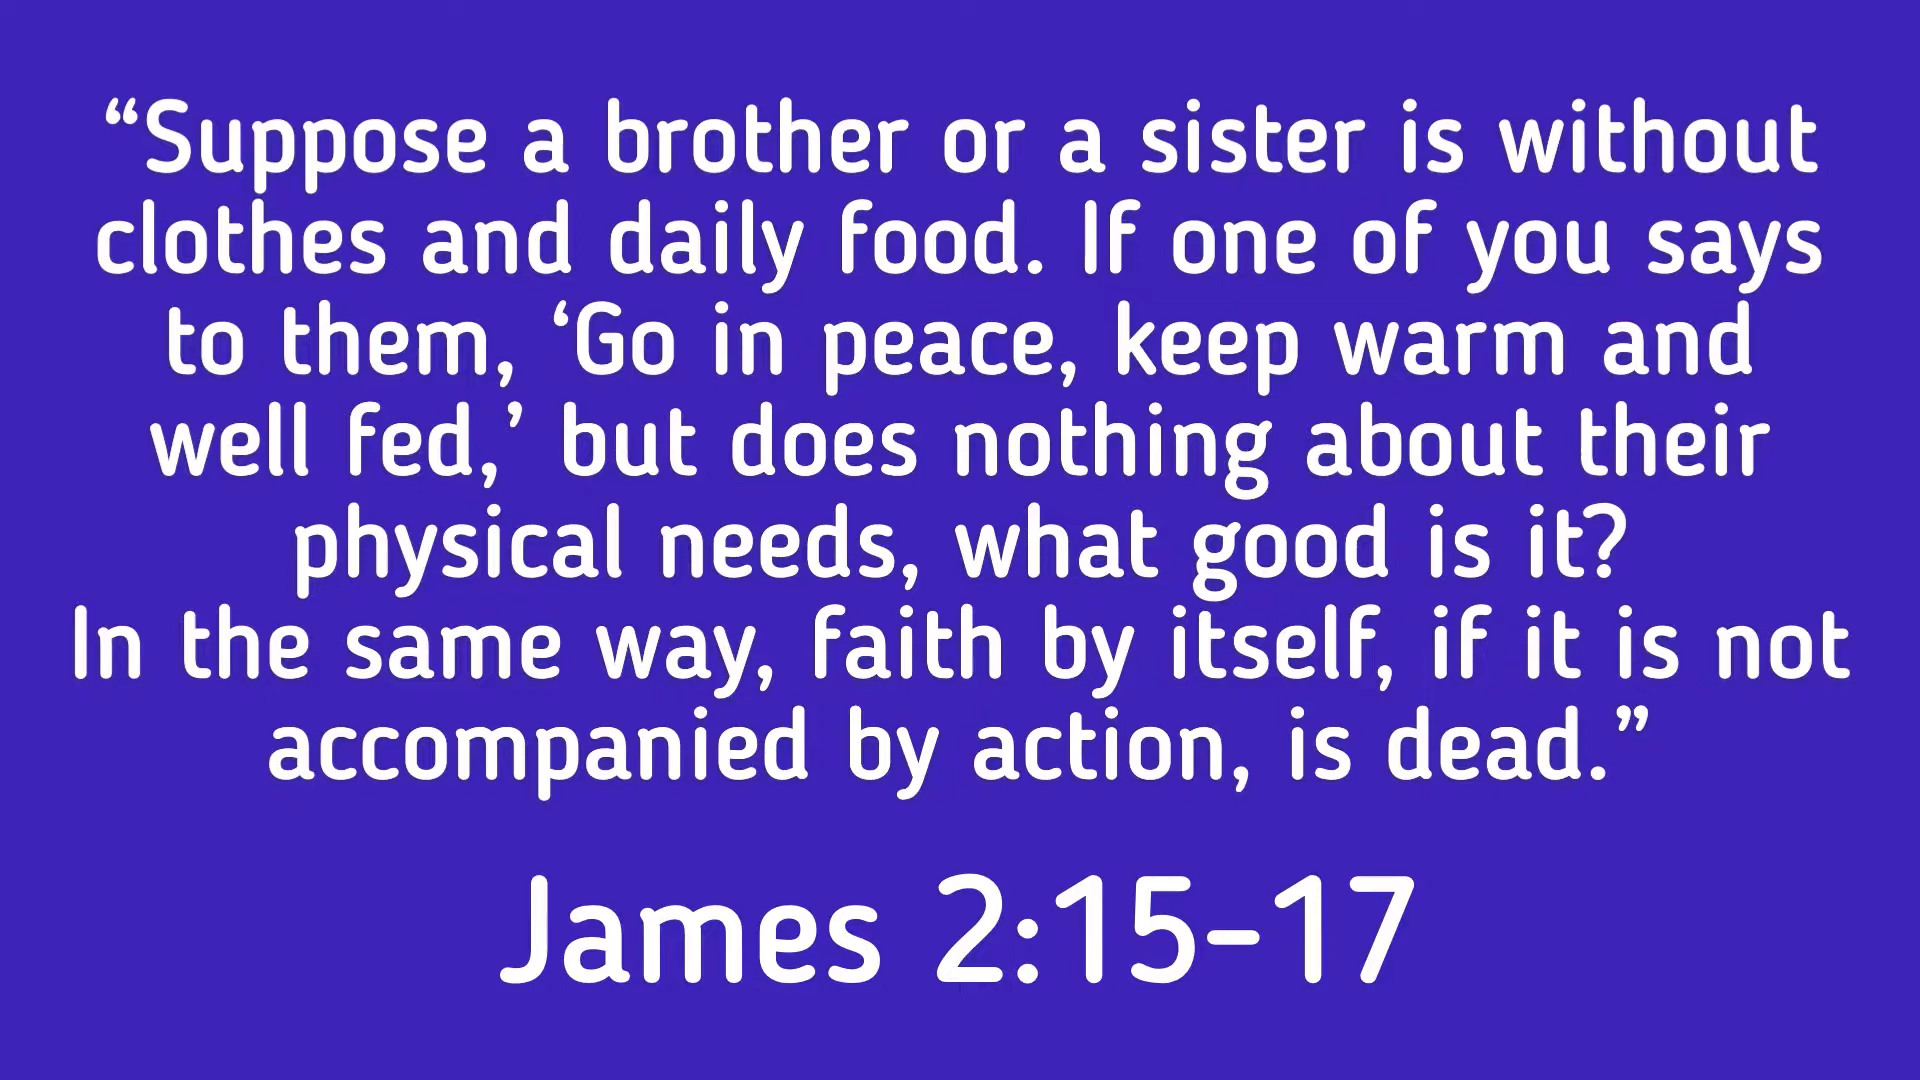 “Suppose a brother or a sister is without
clothes and daily food. If one of you says
to them, ‘Go in peace, keep warm and
well fed,’ but does nothing about their
physical needs, what good is it?
In the same way, faith by itself, if it is not
accompanied by action, is dead.”
James 2:15-17